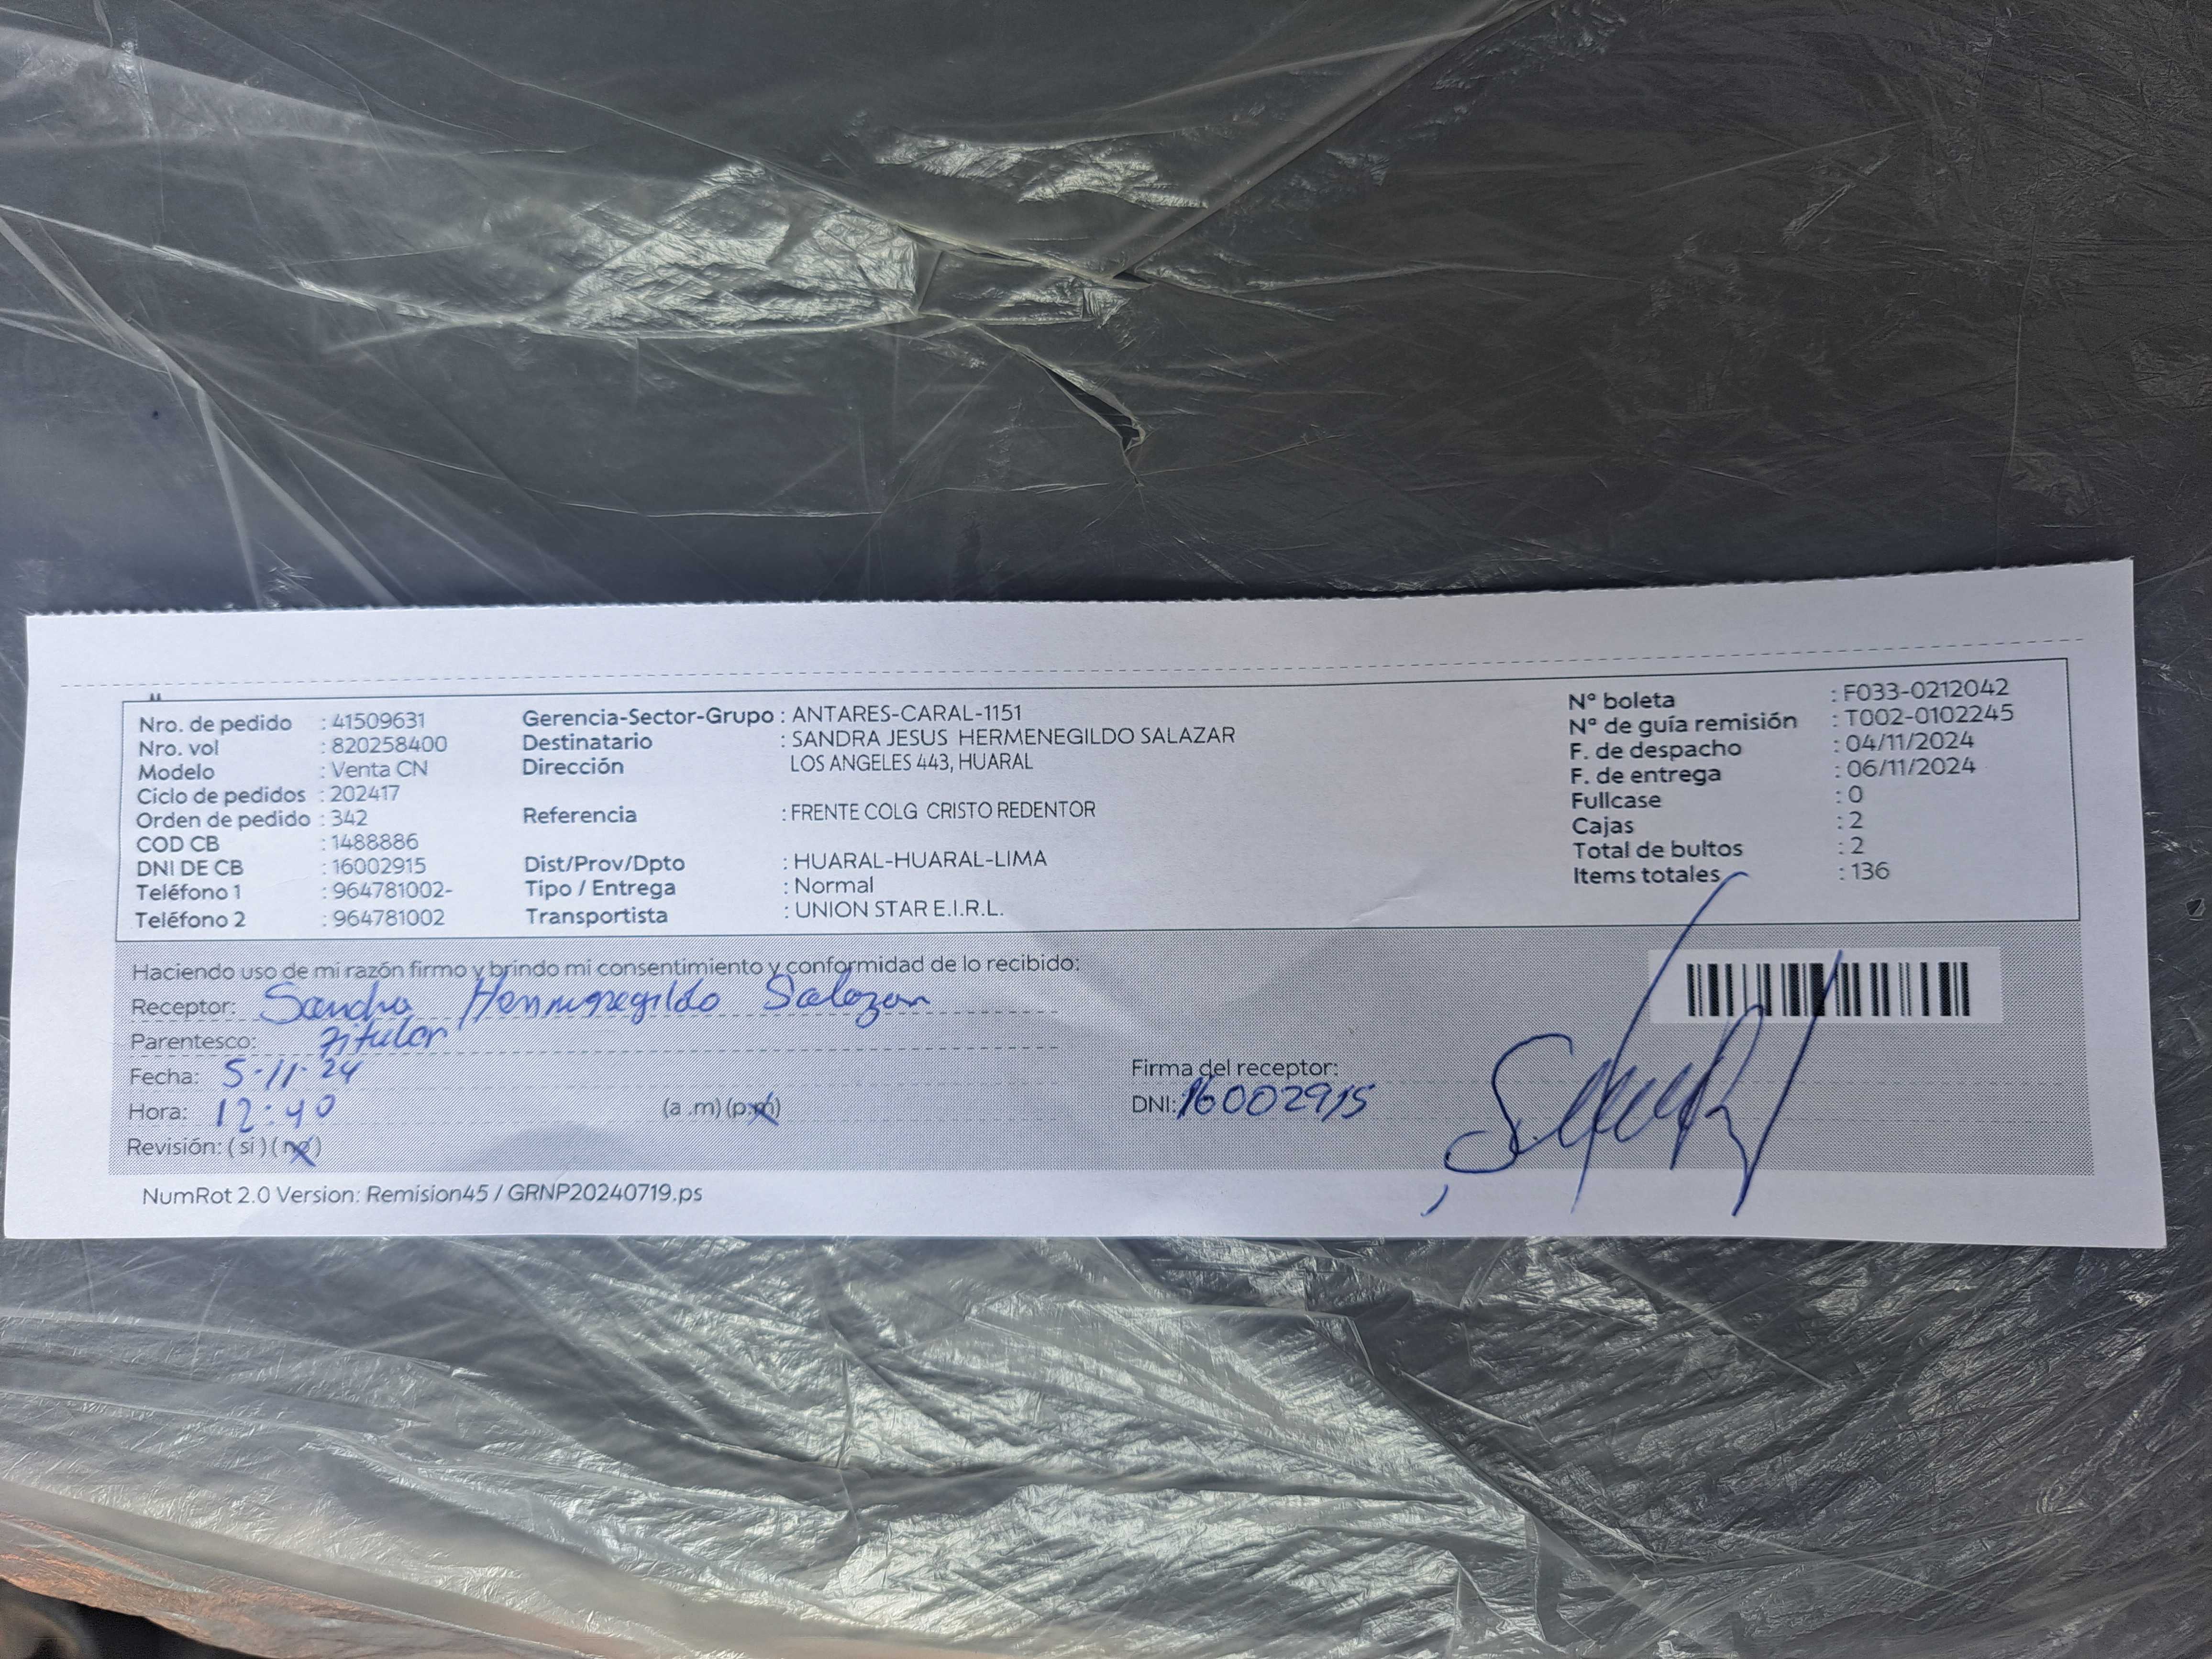 Nro. de pedido : 41509631
Nro. vol : 820258400
Modelo : Venta CN
Ciclo de pedidos : 202417
Orden de pedido : 342
COD CB : 1488886
DNI DE CB : 16002915
Teléfono 1 : 964781002-
Teléfono 2 : 964781002
Gerencia-Sector-Grupo : ANTARES-CARAL-1151
Destinatario : SANDRA JESUS HERMENEGILDO SALAZAR
Dirección LOS ANGELES 443, HUARAL
Referencia : FRENTE COLG CRISTO REDENTOR
Dist/Prov/Dpto : HUARAL-HUARAL-LIMA
Tipo / Entrega : Normal
Transportista : UNION STAR E.I.R.L.
N° boleta : F033-0212042
N° de guía remisión : T002-0102245
F. de despacho : 04/11/2024
F. de entrega : 06/11/2024
Fullcase : 0
Cajas : 2
Total de bultos : 2
Items totales : 136
Haciendo uso de mi razón firmo y brindo mi consentimiento y conformidad de lo recibido:
Receptor: Sandra Hermenegildo Salazar
Parentesco: titular
Fecha: 5-11-24
Hora: 12:40 (a .m) (p.m)
Revisión: ( si ) ( no )
Firma del receptor:
DNI: 16002915
NumRot 2.0 Version: Remision45 / GRNP20240719.ps